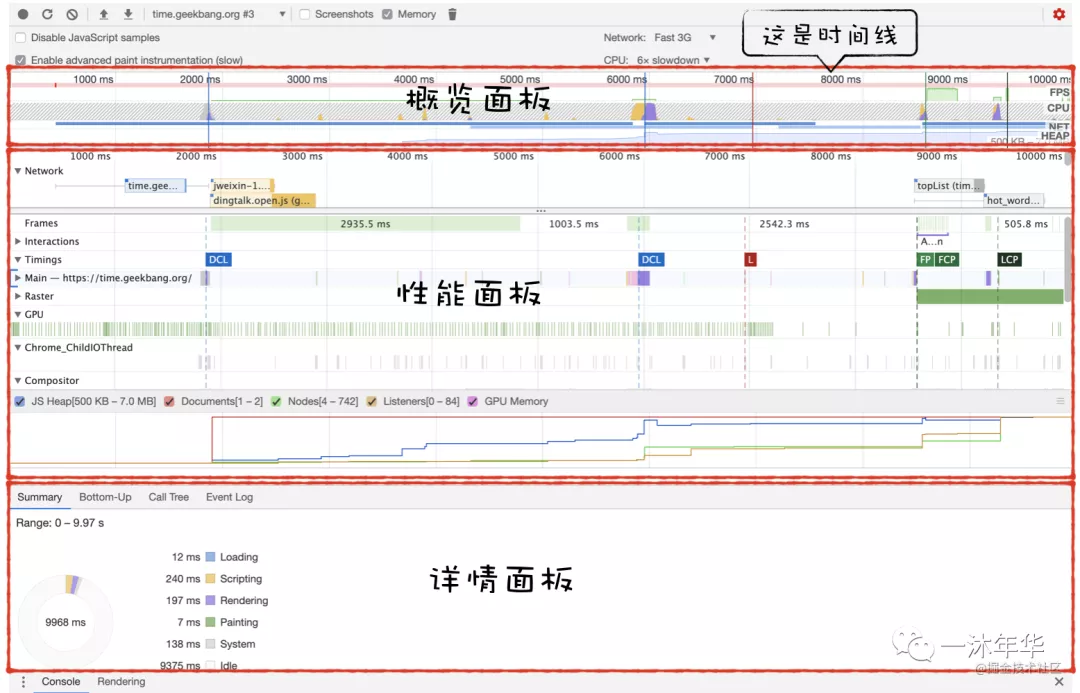 time.geekbang.org #3 Screenshots Memory
Disable JavaScript samples Network: Fast 3G
这是时间线
Enable advanced paint instrumentation (slow) CPU: 6× slowdown
1000 ms 2000 ms 3000 ms 4000 ms 5000 ms 6000 ms 7000 ms 8000 ms 9000 ms 10000 ms
FPS
概览面板
CPU
NET
HEAP
500 KB – 7.0 MB
1000 ms 2000 ms 3000 ms 4000 ms 5000 ms 6000 ms 7000 ms 8000 ms 9000 ms 10000 ms
Network
time.gee... jweixin-1.... topList (tim...
dingtalk.open.js (g... hot_word...
...
Frames 2935.5 ms 1003.5 ms 2542.3 ms 505.8 ms
Interactions A...n
Timings DCL DCL L FP FCP LCP
Main — https://time.geekbang.org/
性能面板
Raster
GPU
Chrome_ChildIOThread
Compositor
JS Heap[500 KB – 7.0 MB] Documents[1 – 2] Nodes[4 – 742] Listeners[0 – 84] GPU Memory
Summary Bottom-Up Call Tree Event Log
Range: 0 – 9.97 s
12 ms Loading
240 ms Scripting
详情面板
197 ms Rendering
9968 ms
7 ms Painting
138 ms System
9375 ms Idle
一沐年华
@掘金技术社区
Console Rendering